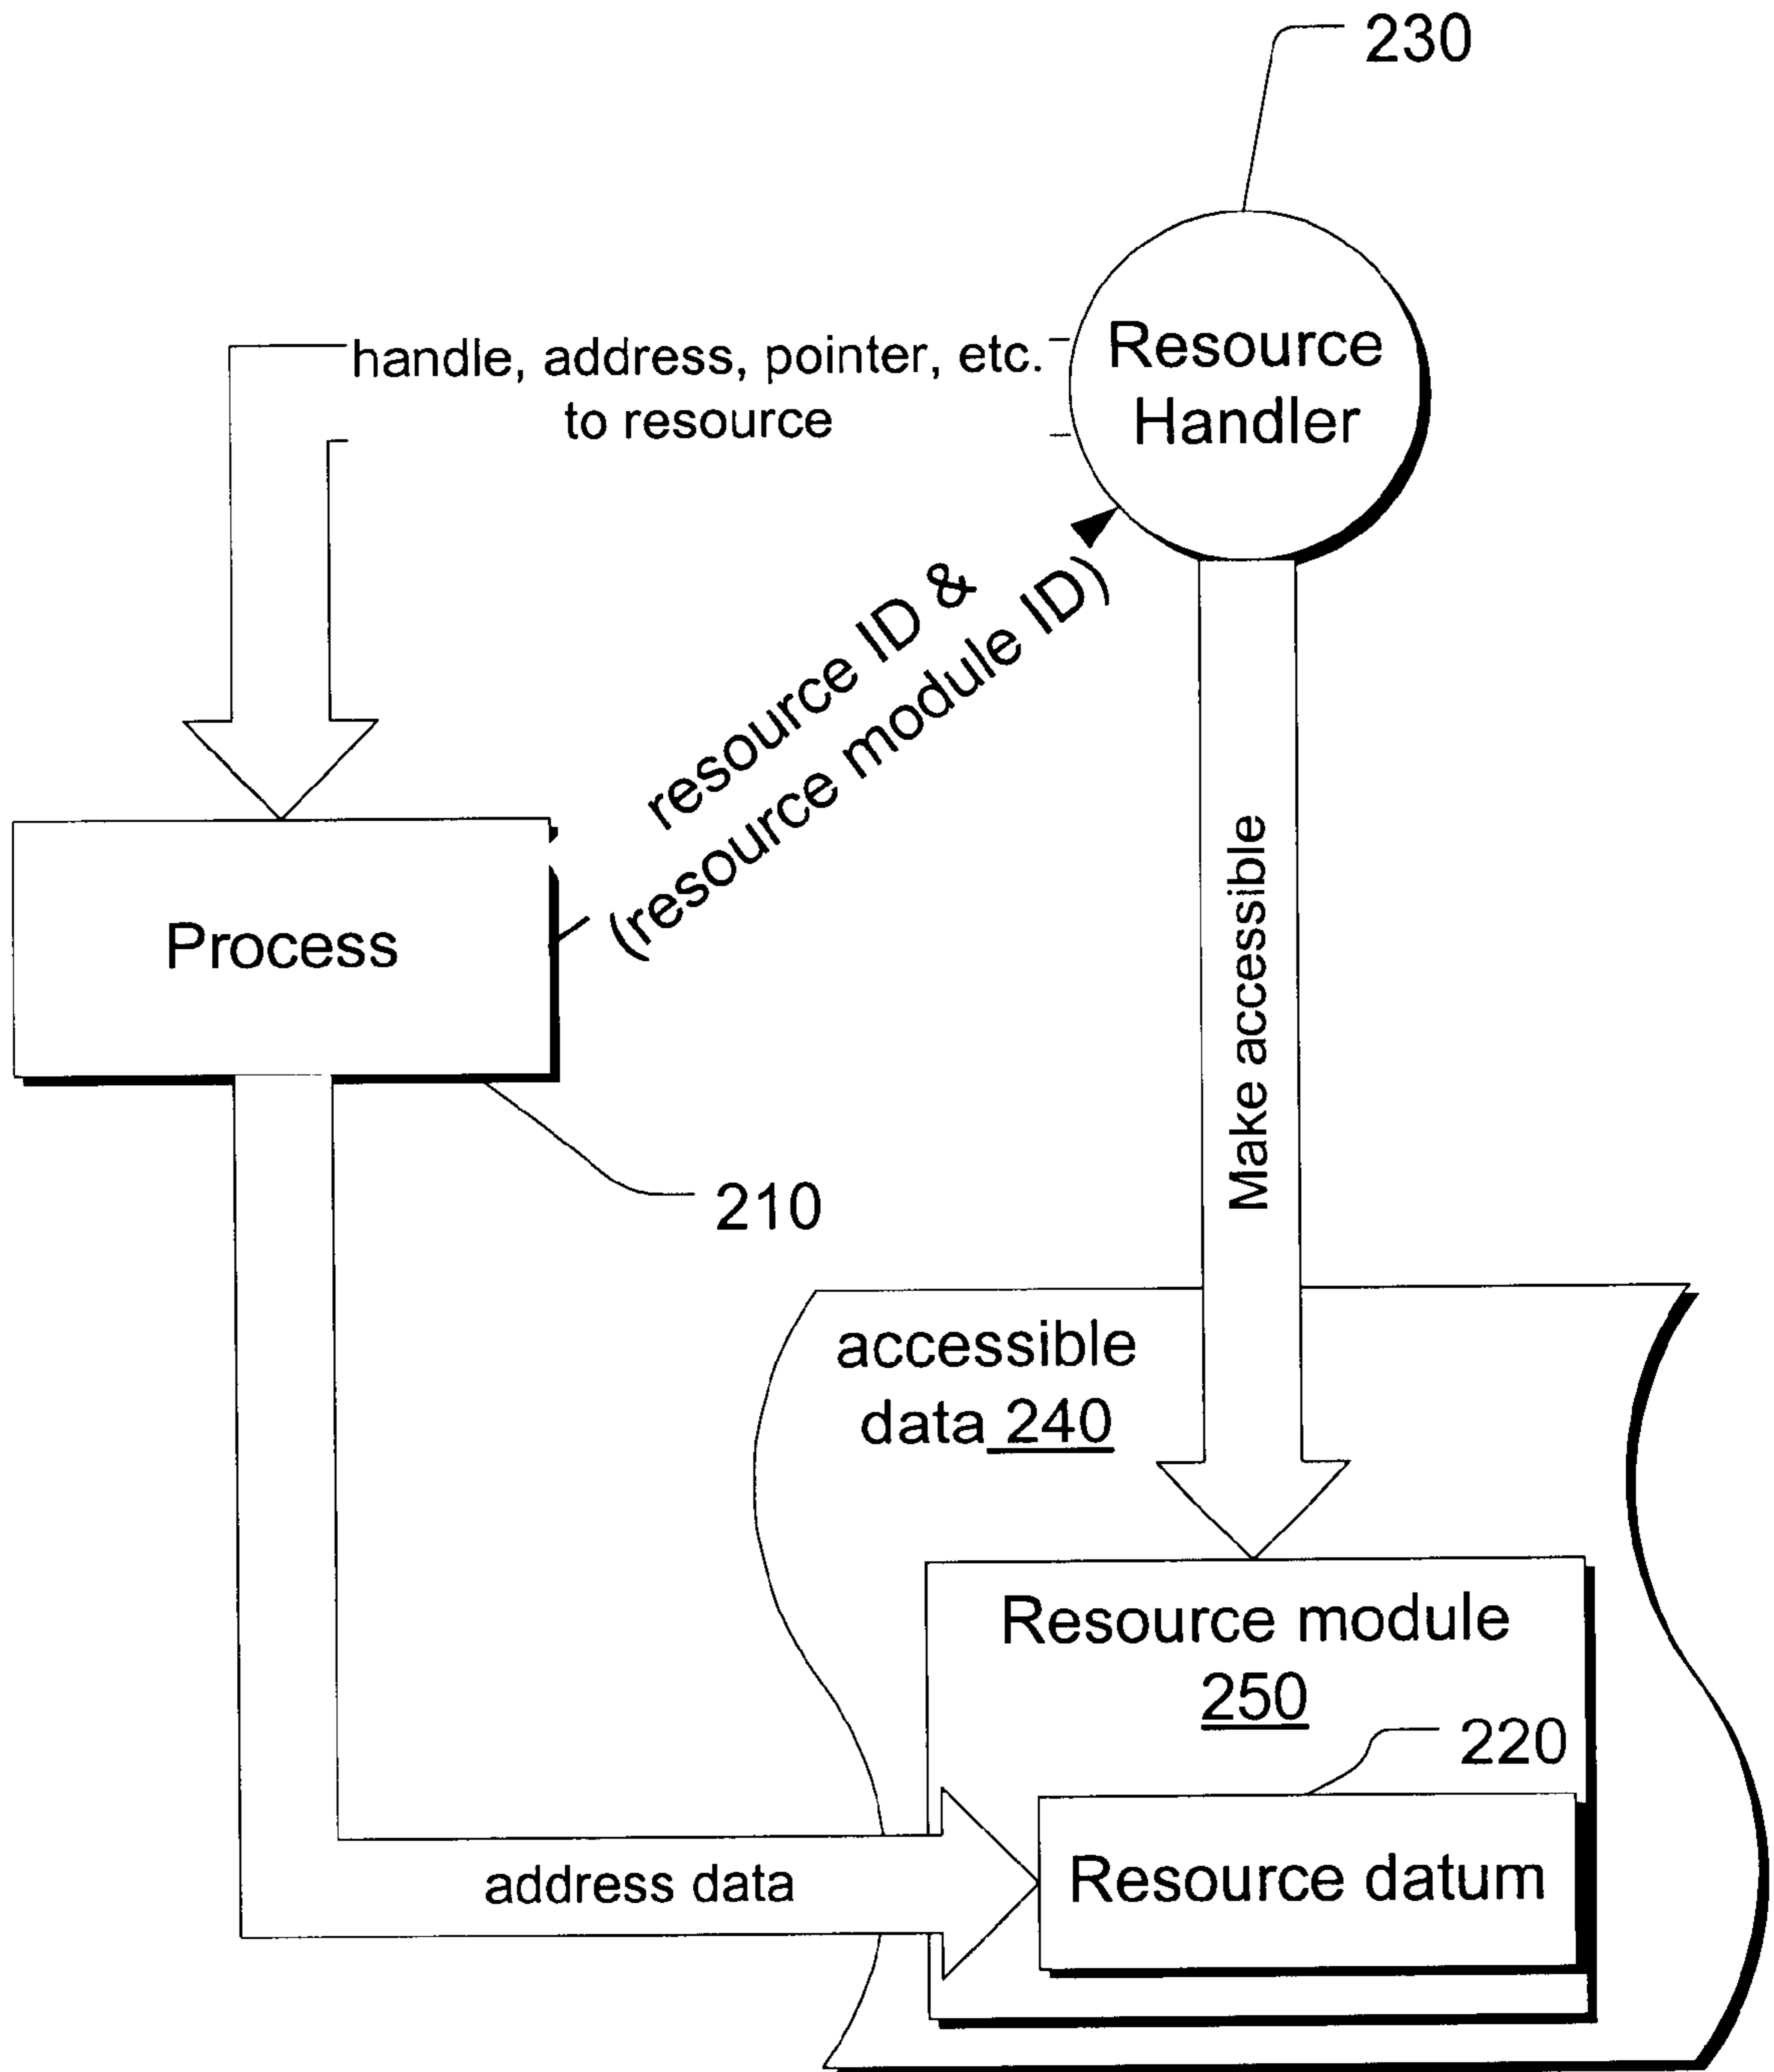 230
handle, address, pointer, etc.
to resource
Resource
Handler
resource ID &
(resource module ID)
Process
Make accessible
210
accessible
data 240
Resource module
250
220
address data
Resource datum